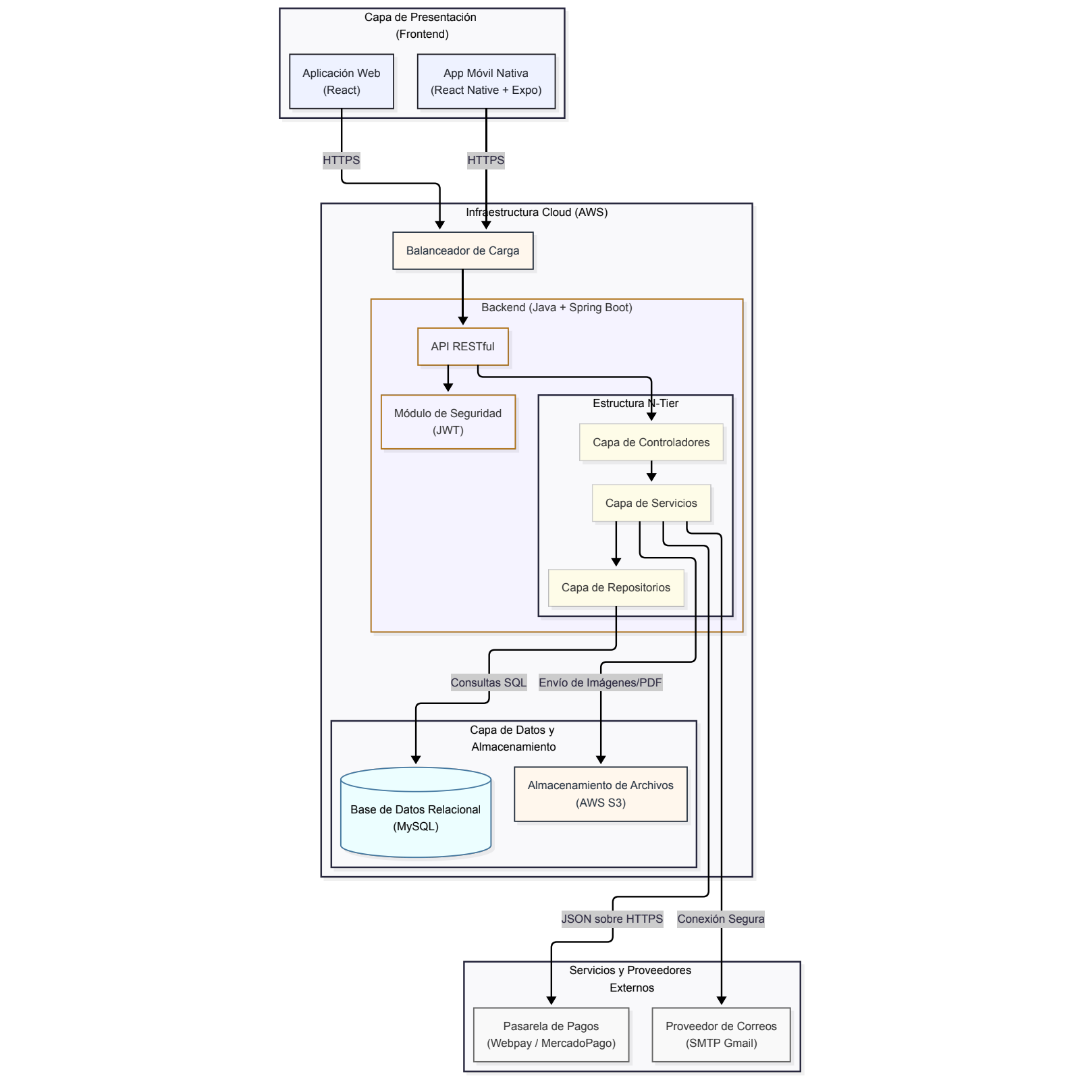 Capa de Presentación
(Frontend)
Aplicación Web
(React)
App Móvil Nativa
(React Native + Expo)
HTTPS
HTTPS
Infraestructura Cloud (AWS)
Balanceador de Carga
Backend (Java + Spring Boot)
API RESTful
Módulo de Seguridad
(JWT)
Estructura N-Tier
Capa de Controladores
Capa de Servicios
Capa de Repositorios
Consultas SQL
Envío de Imágenes/PDF
Capa de Datos y
Almacenamiento
Base de Datos Relacional
(MySQL)
Almacenamiento de Archivos
(AWS S3)
JSON sobre HTTPS
Conexión Segura
Servicios y Proveedores
Externos
Pasarela de Pagos
(Webpay / MercadoPago)
Proveedor de Correos
(SMTP Gmail)